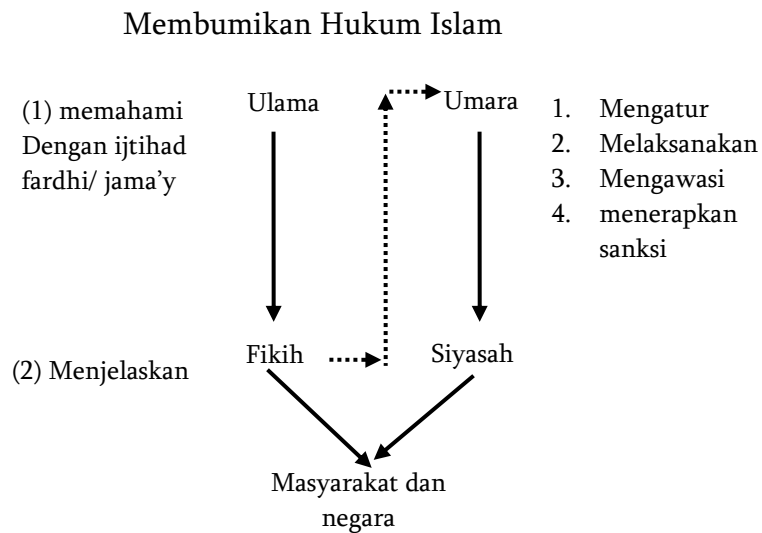 Membumikan Hukum Islam
(1) memahami
Dengan ijtihad
fardhi/ jama’y
Ulama
Umara
1. Mengatur
2. Melaksanakan
3. Mengawasi
4. menerapkan
sanksi
(2) Menjelaskan
Fikih
Siyasah
Masyarakat dan
negara